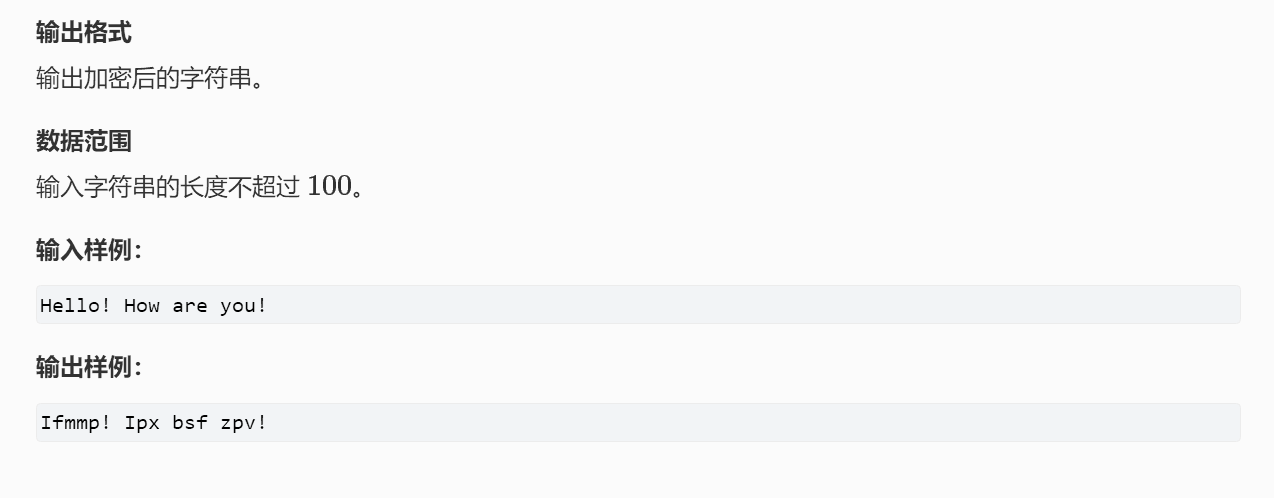 输出格式
输出加密后的字符串。
数据范围
输入字符串的长度不超过 100。
输入样例：
Hello! How are you!
输出样例：
Ifmmp! Ipx bsf zpv!